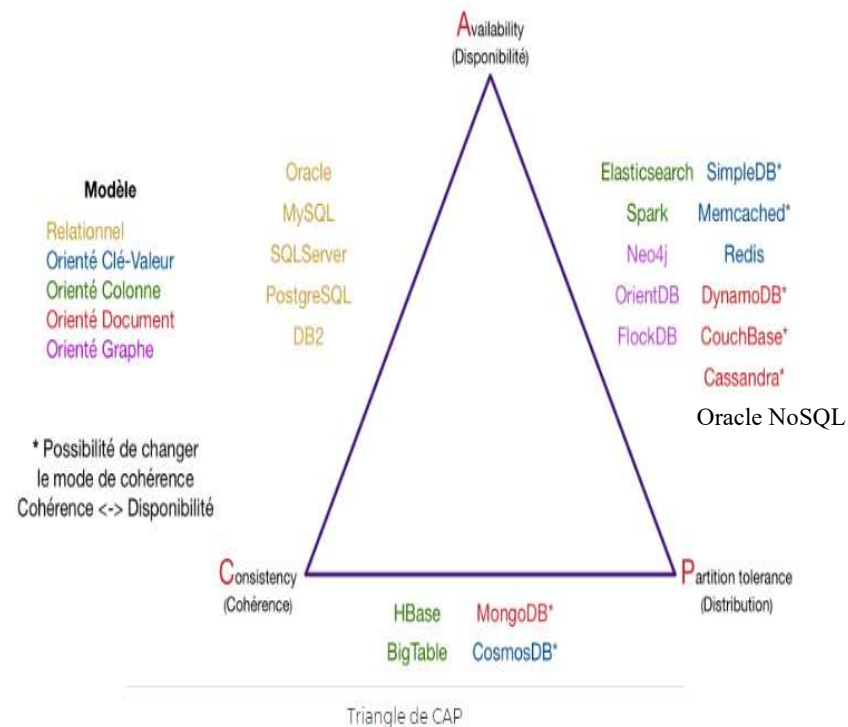 Availability
(Disponibilité)
Modèle
Relationnel
Orienté Clé-Valeur
Orienté Colonne
Orienté Document
Orienté Graphe
* Possibilité de changer
le mode de cohérence
Cohérence <-> Disponibilité
Oracle
MySQL
SQLServer
PostgreSQL
DB2
Elasticsearch SimpleDB*
Spark Memcached*
Neo4j Redis
OrientDB DynamoDB*
FlockDB CouchBase*
Cassandra*
Oracle NoSQL
Consistency
(Cohérence)
Partition tolerance
(Distribution)
HBase MongoDB*
BigTable CosmosDB*
Triangle de CAP